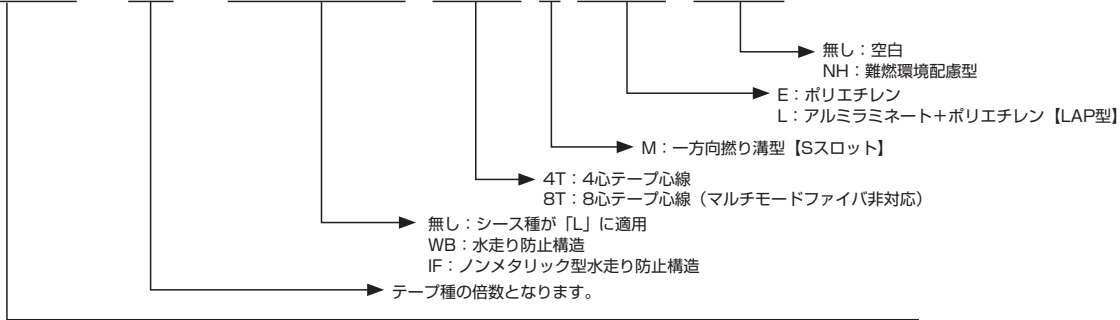 無し：空白
NH：難燃環境配慮型
E：ポリエチレン
L：アルミラミネート＋ポリエチレン【LAP型】
M：一方向撚り溝型【Sスロット】
4T：4心テープ心線
8T：8心テープ心線（マルチモードファイバ非対応）
無し：シース種が「L」に適用
WB：水走り防止構造
IF：ノンメタリック型水走り防止構造
テープ種の倍数となります。